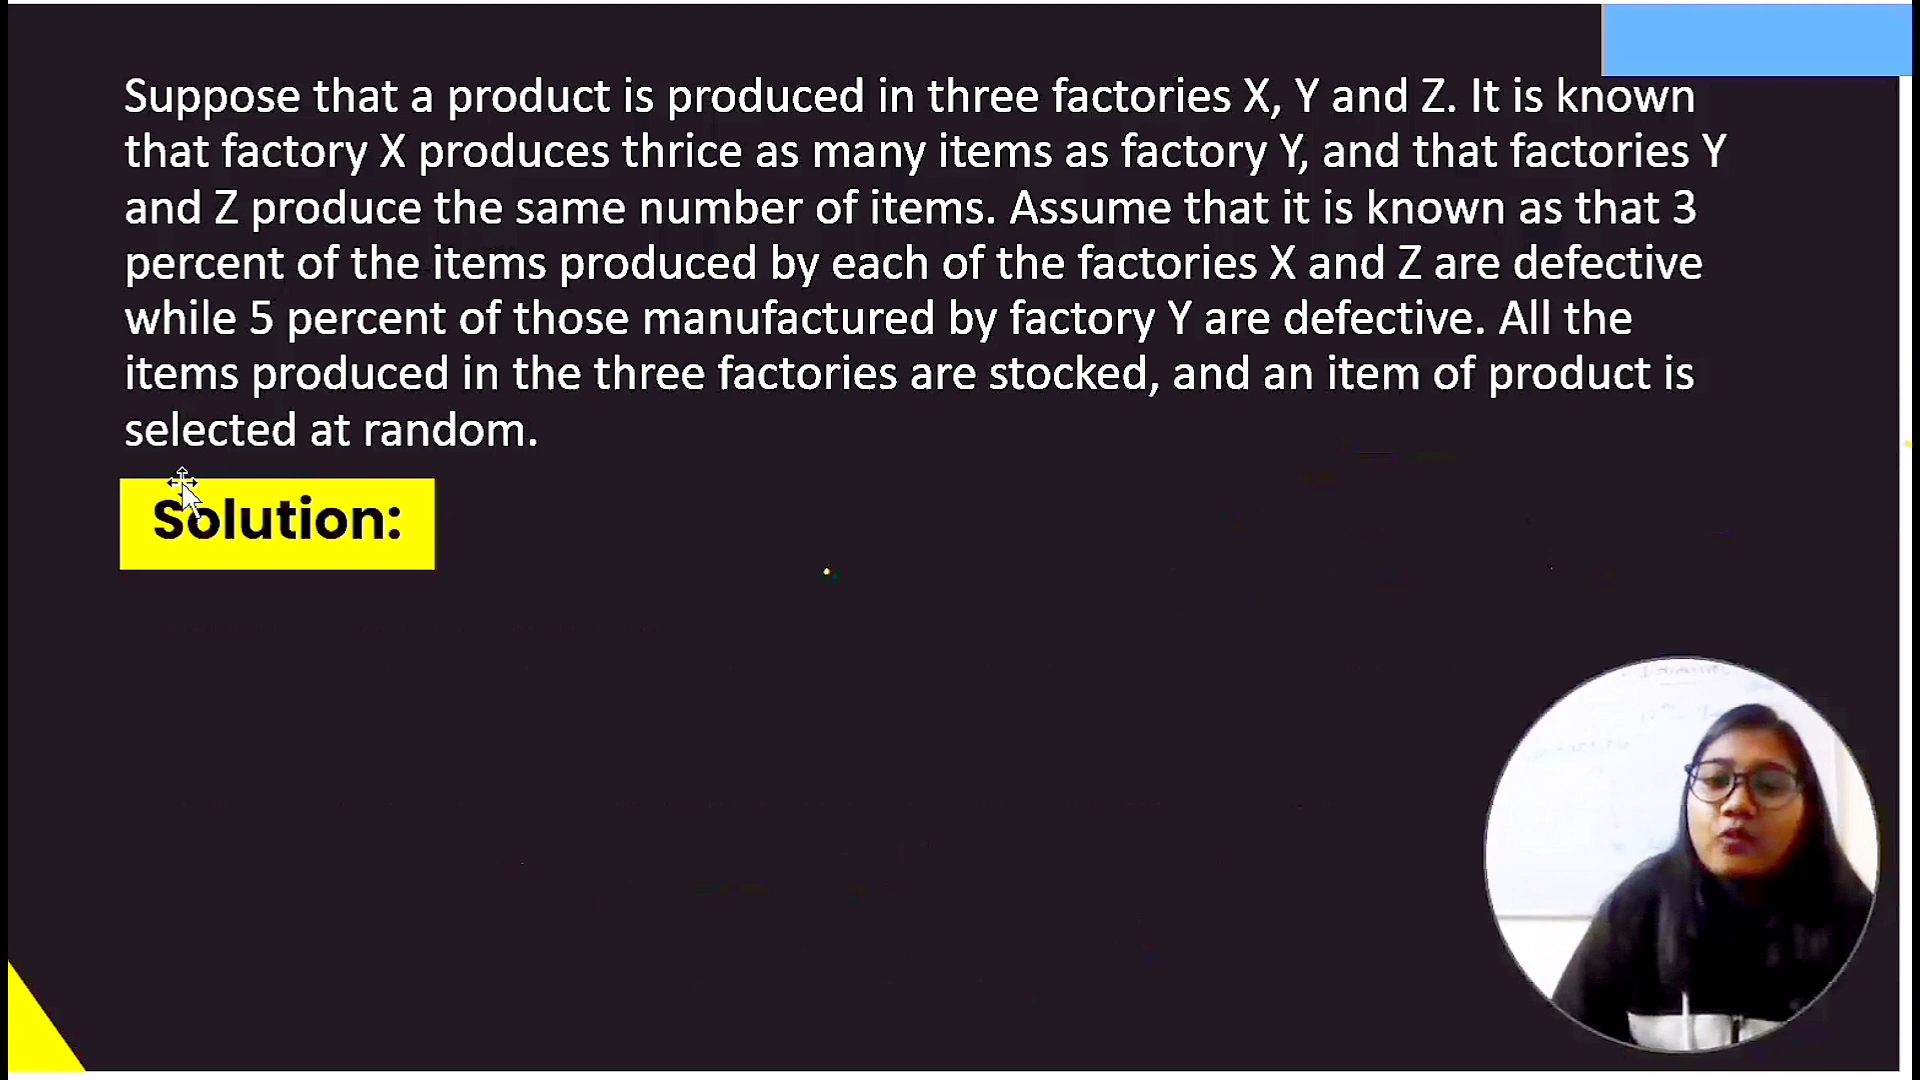 Suppose that a product is produced in three factories X, Y and Z. It is known
that factory X produces thrice as many items as factory Y, and that factories Y
and Z produce the same number of items. Assume that it is known as that 3
percent of the items produced by each of the factories X and Z are defective
while 5 percent of those manufactured by factory Y are defective. All the
items produced in the three factories are stocked, and an item of product is
selected at random.
Solution: